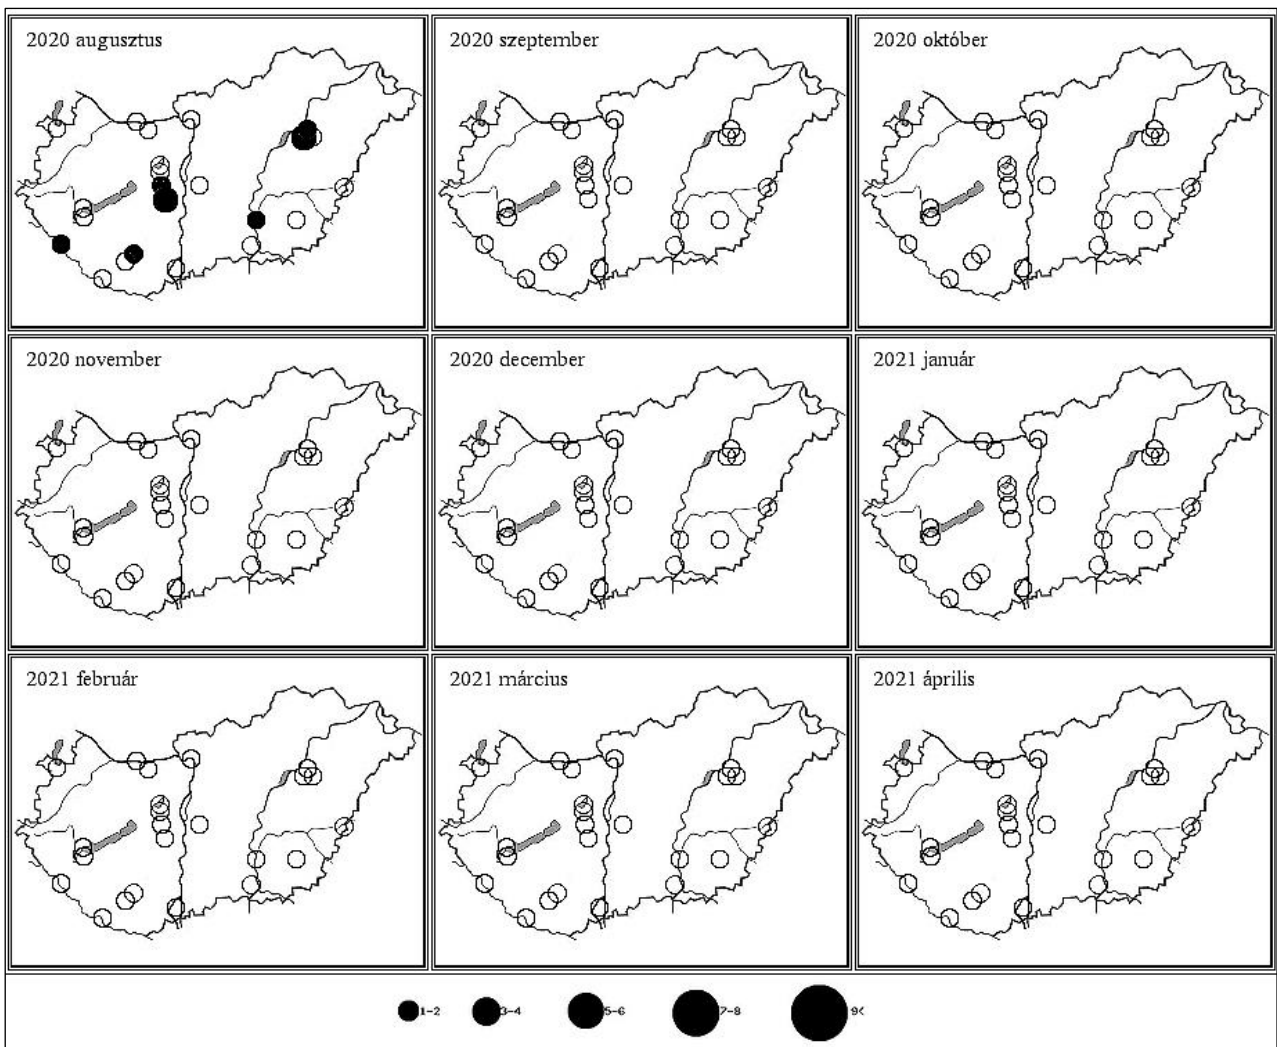 2020 augusztus
2020 szeptember
2020 október
2020 november
2020 december
2021 január
2021 február
2021 március
2021 április
1-2
3-4
5-6
7-8
9<